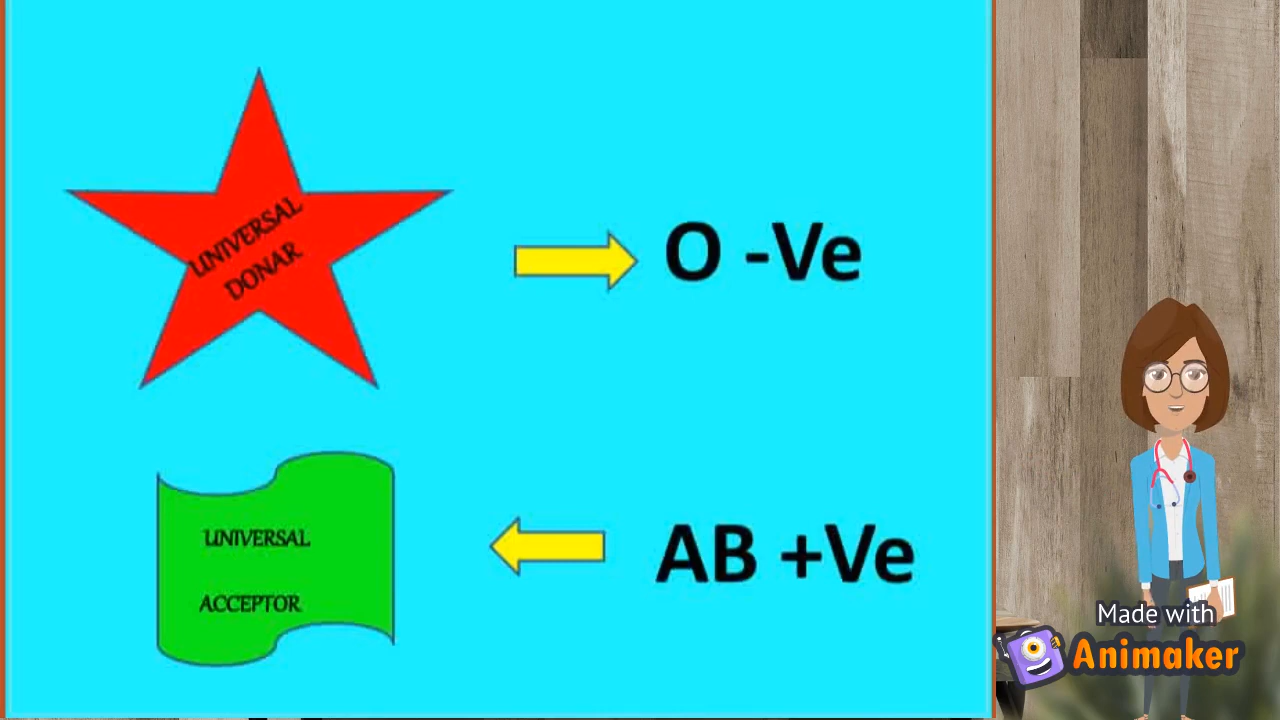 UNIVERSAL
DONAR
O -Ve
UNIVERSAL
ACCEPTOR
AB +Ve
Made with
Animaker